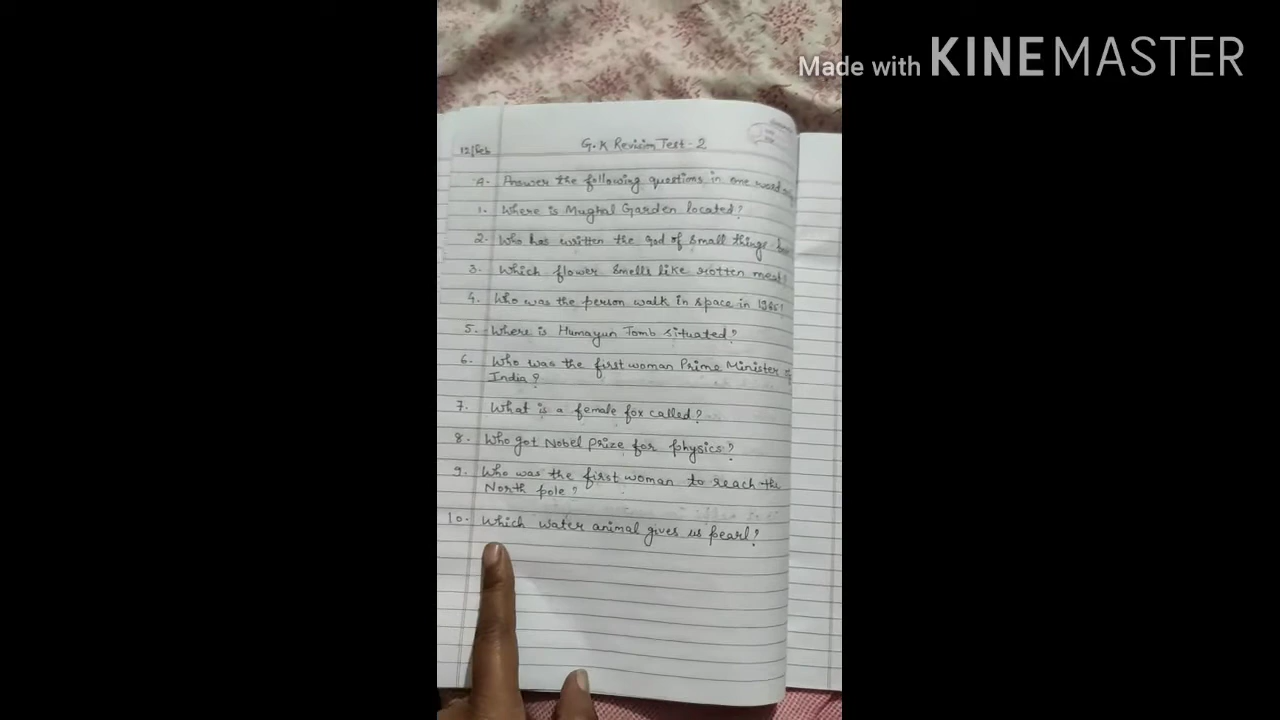 Made with KINEMASTER
G.K Revision Test - 2
12/Feb
A. Answer the following questions in one word
1. Where is Mughal Garden located?
2. Who has written the god of small things
3. Which flower smells like rotten meat?
4. Who was the person walk in space in 1965?
5. Where is Humayun Tomb situated?
6. Who was the first woman Prime Minister of
India?
7. What is a female fox called?
8. Who got Nobel Prize for physics?
9. Who was the first woman to reach the
North pole?
10. Which water animal gives us pearl?